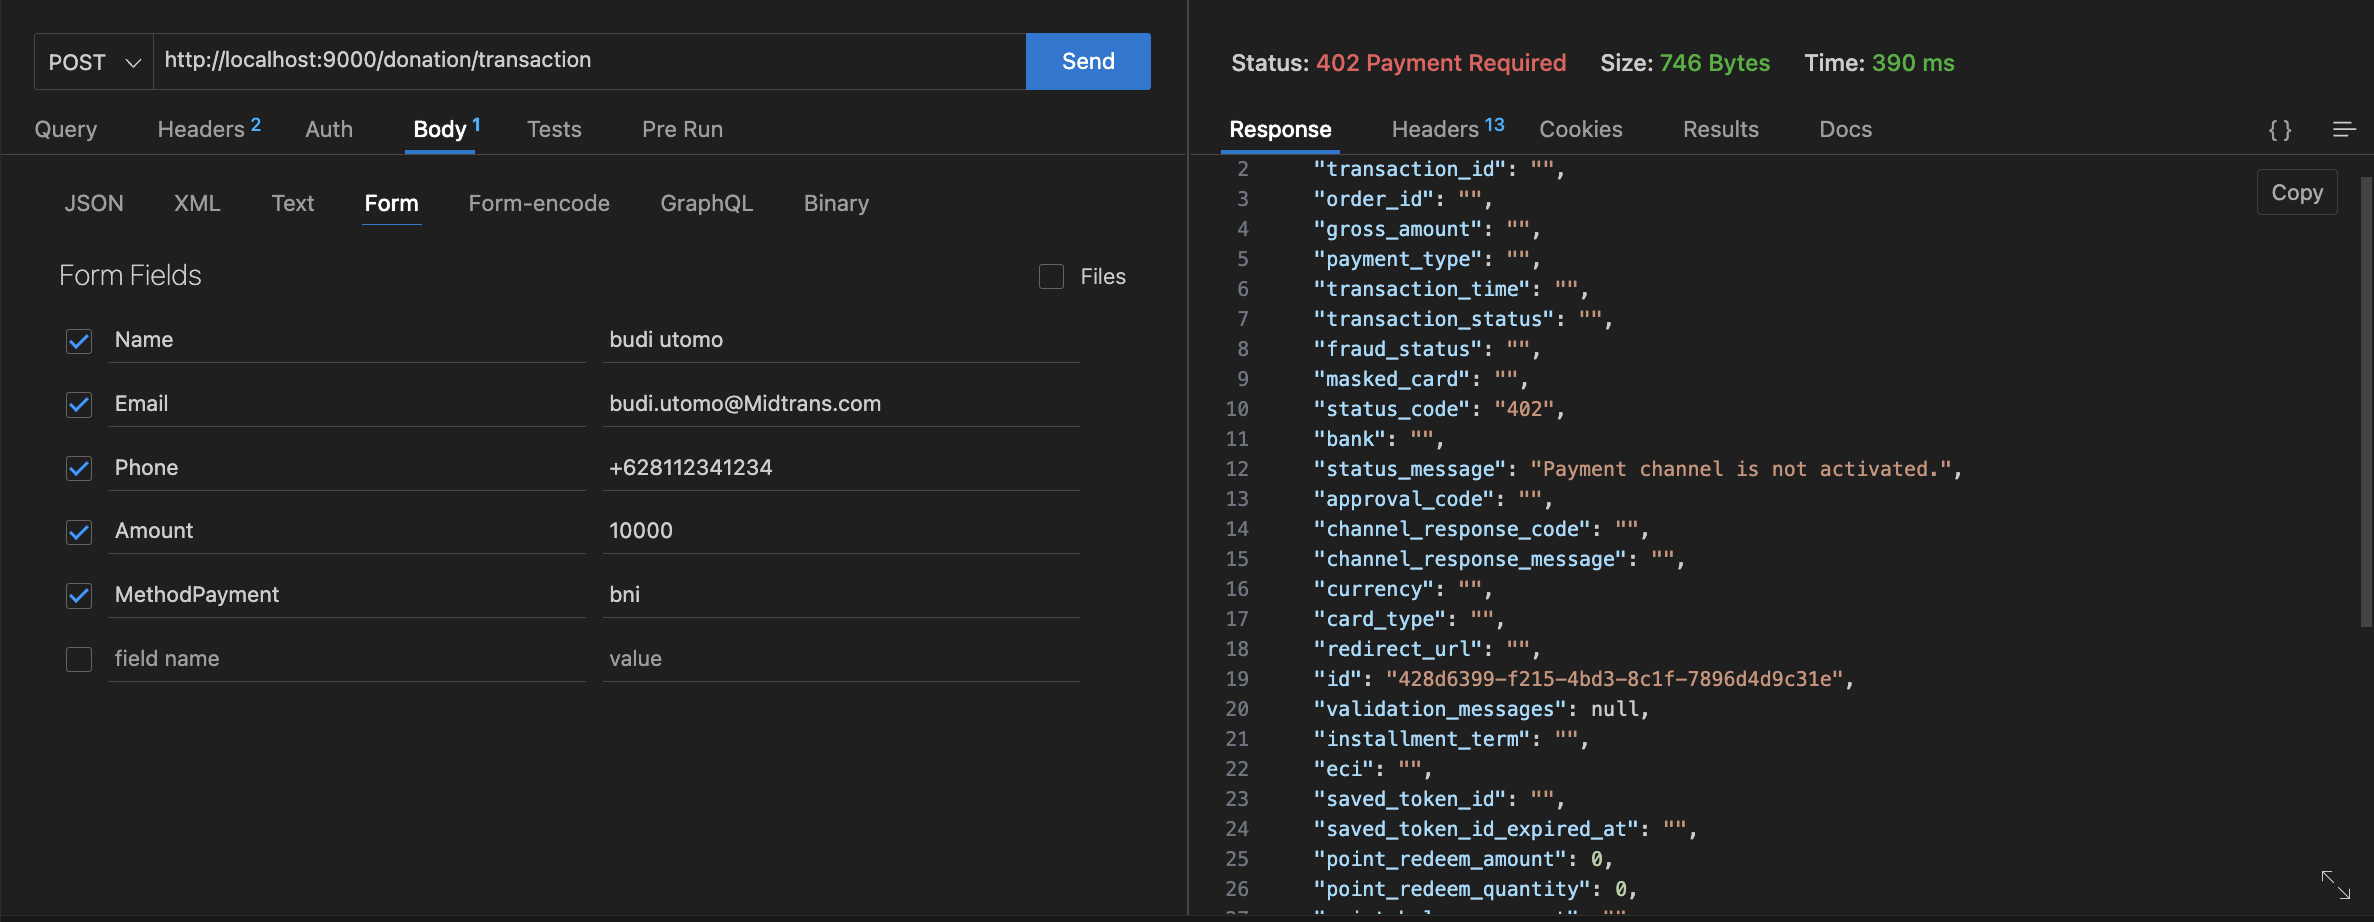 POST http://localhost:9000/donation/transaction Send
Query Headers 2 Auth Body 1 Tests Pre Run
JSON XML Text Form Form-encode GraphQL Binary
Form Fields Files
Name budi utomo
Email budi.utomo@Midtrans.com
Phone +628112341234
Amount 10000
MethodPayment bni
field name value
Status: 402 Payment Required Size: 746 Bytes Time: 390 ms
Response Headers 13 Cookies Results Docs { }
Copy
2 "transaction_id": "",
3 "order_id": "",
4 "gross_amount": "",
5 "payment_type": "",
6 "transaction_time": "",
7 "transaction_status": "",
8 "fraud_status": "",
9 "masked_card": "",
10 "status_code": "402",
11 "bank": "",
12 "status_message": "Payment channel is not activated.",
13 "approval_code": "",
14 "channel_response_code": "",
15 "channel_response_message": "",
16 "currency": "",
17 "card_type": "",
18 "redirect_url": "",
19 "id": "428d6399-f215-4bd3-8c1f-7896d4d9c31e",
20 "validation_messages": null,
21 "installment_term": "",
22 "eci": "",
23 "saved_token_id": "",
24 "saved_token_id_expired_at": "",
25 "point_redeem_amount": 0,
26 "point_redeem_quantity": 0,